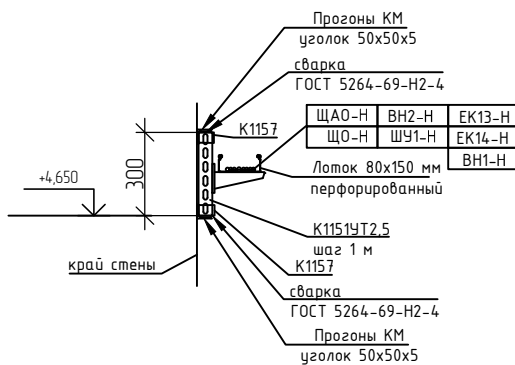 Прогоны КМ
уголок 50х50х5
сварка
ГОСТ 5264-69-Н2-4
К1157
ЩАО-Н ВН2-Н ЕК13-Н
ЩО-Н ШУ1-Н ЕК14-Н
ВН1-Н
300
+4,650
Лоток 80х150 мм
перфорированный
К1151УТ2,5
шаг 1 м
край стены
К1157
сварка
ГОСТ 5264-69-Н2-4
Прогоны КМ
уголок 50х50х5